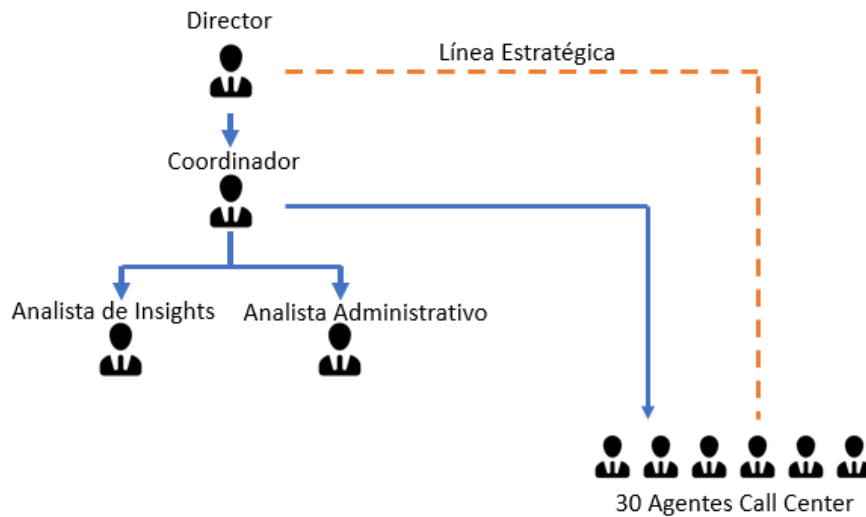 Director
Línea Estratégica
Coordinador
Analista de Insights
Analista Administrativo
30 Agentes Call Center